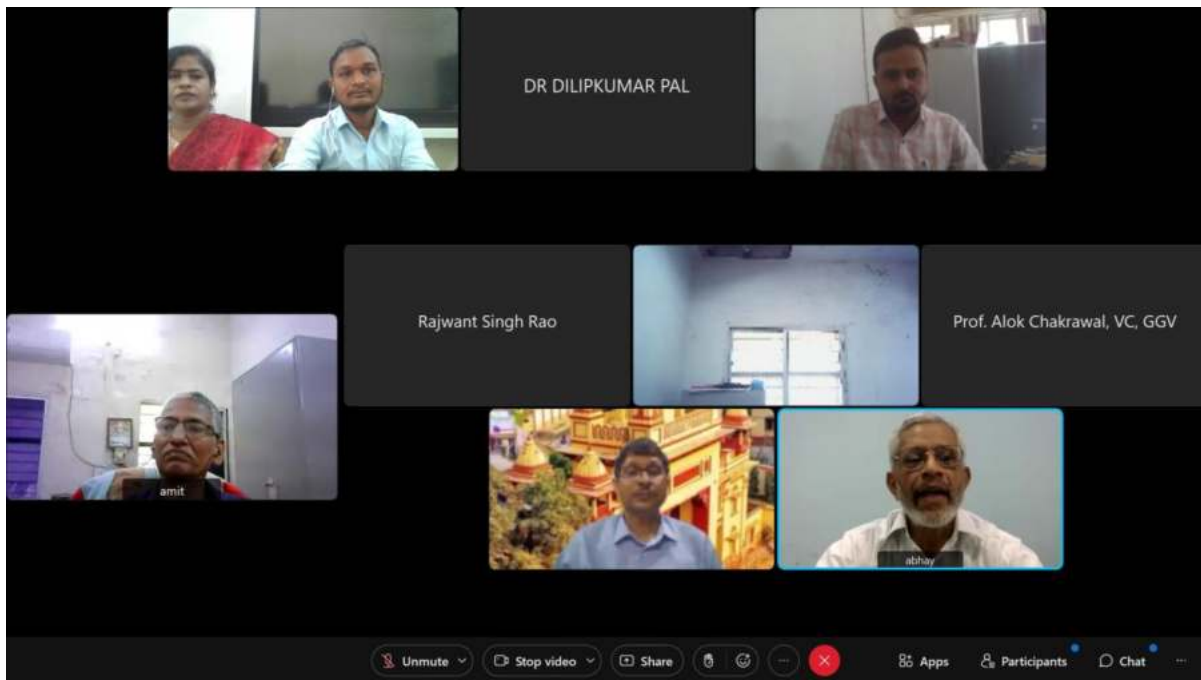 DR DILIPKUMAR PAL
Rajwant Singh Rao
Prof. Alok Chakrawal, VC, GGV
amit
abhay
Unmute
Stop video
Share
Apps
Participants
Chat